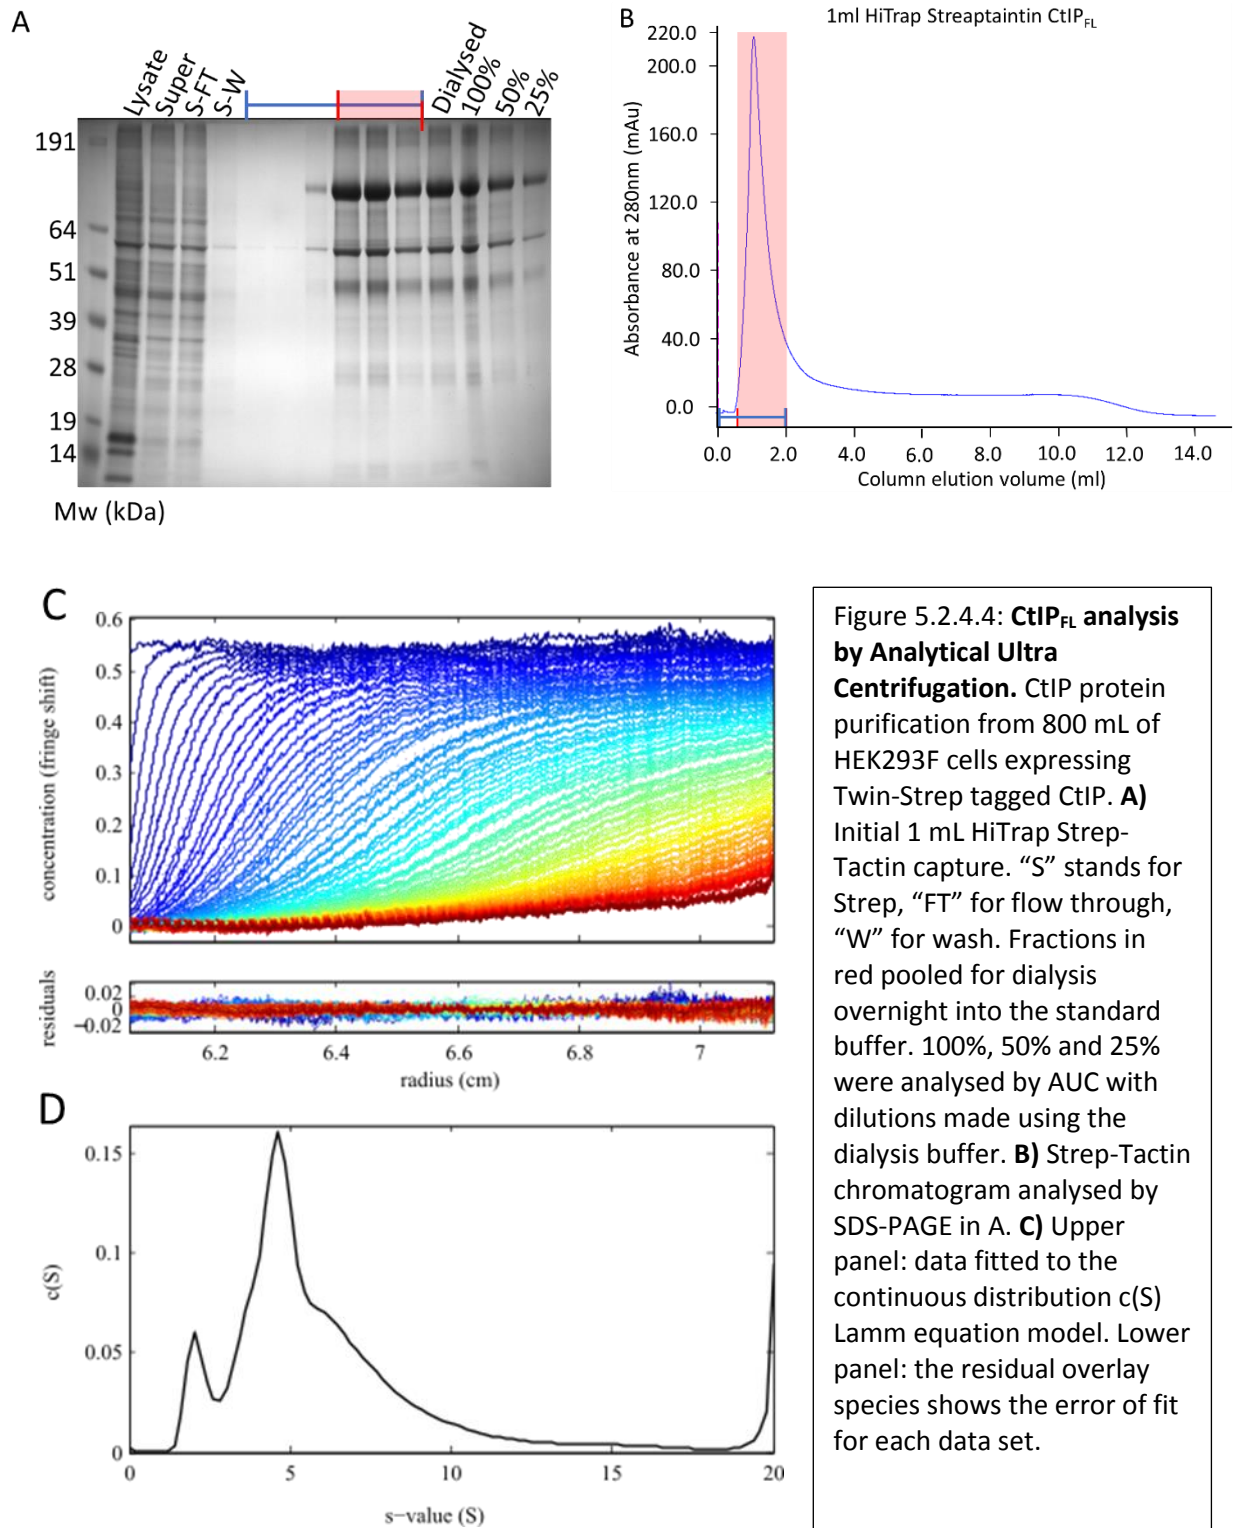 A
Lysate
Super
S-FT
S-W
Dialysed
100%
50%
25%
191
64
51
39
28
19
14
Mw (kDa)
B
1ml HiTrap Streaptaintin CtIPFL
220.0
200.0
160.0
120.0
80.0
40.0
0.0
Absorbance at 280nm (mAu)
0.0 2.0 4.0 6.0 8.0 10.0 12.0 14.0
Column elution volume (ml)
C
0.6
0.5
0.4
0.3
0.2
0.1
0
concentration (fringe shift)
0.02
0
−0.02
residuals
6.2 6.4 6.6 6.8 7
radius (cm)
D
0.15
0.1
0.05
0
c(S)
0 5 10 15 20
s−value (S)
Figure 5.2.4.4: CtIPFL analysis
by Analytical Ultra
Centrifugation. CtIP protein
purification from 800 mL of
HEK293F cells expressing
Twin-Strep tagged CtIP. A)
Initial 1 mL HiTrap Strep-
Tactin capture. “S” stands for
Strep, “FT” for flow through,
“W” for wash. Fractions in
red pooled for dialysis
overnight into the standard
buffer. 100%, 50% and 25%
were analysed by AUC with
dilutions made using the
dialysis buffer. B) Strep-Tactin
chromatogram analysed by
SDS-PAGE in A. C) Upper
panel: data fitted to the
continuous distribution c(S)
Lamm equation model. Lower
panel: the residual overlay
species shows the error of fit
for each data set.